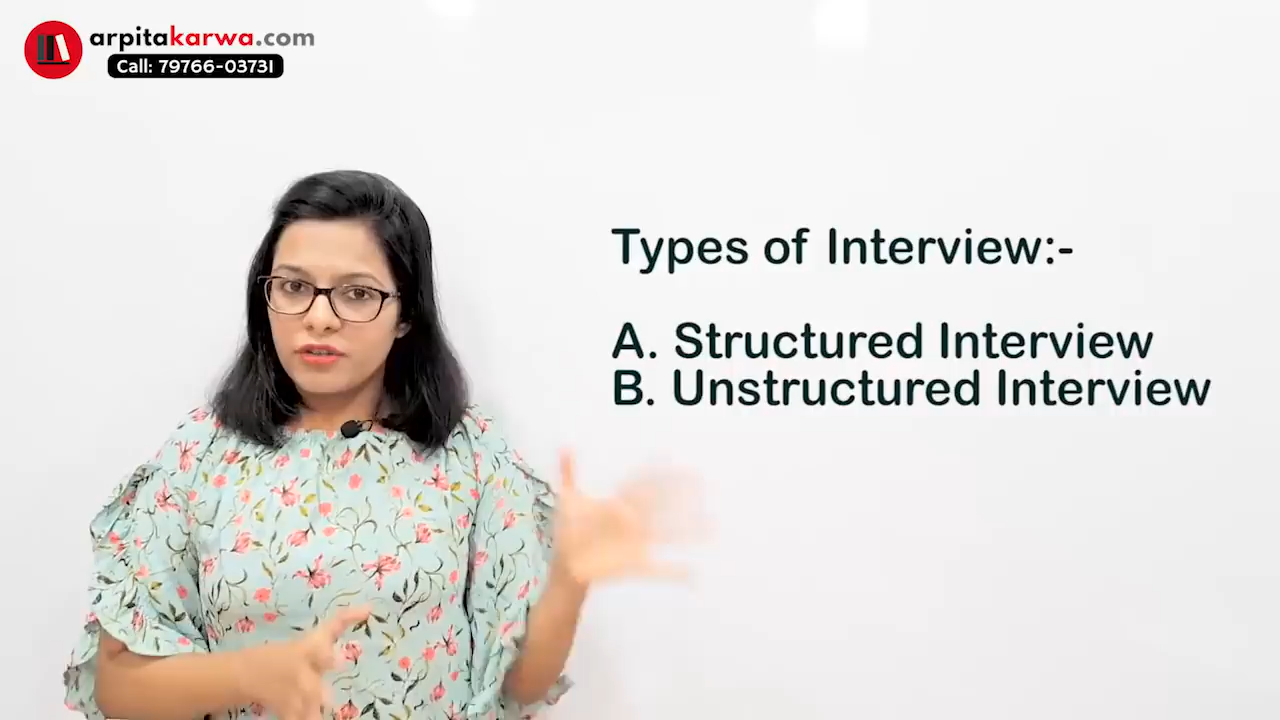 arpitakarwa.com
Call: 79766-03731
Types of Interview:-
A. Structured Interview
B. Unstructured Interview